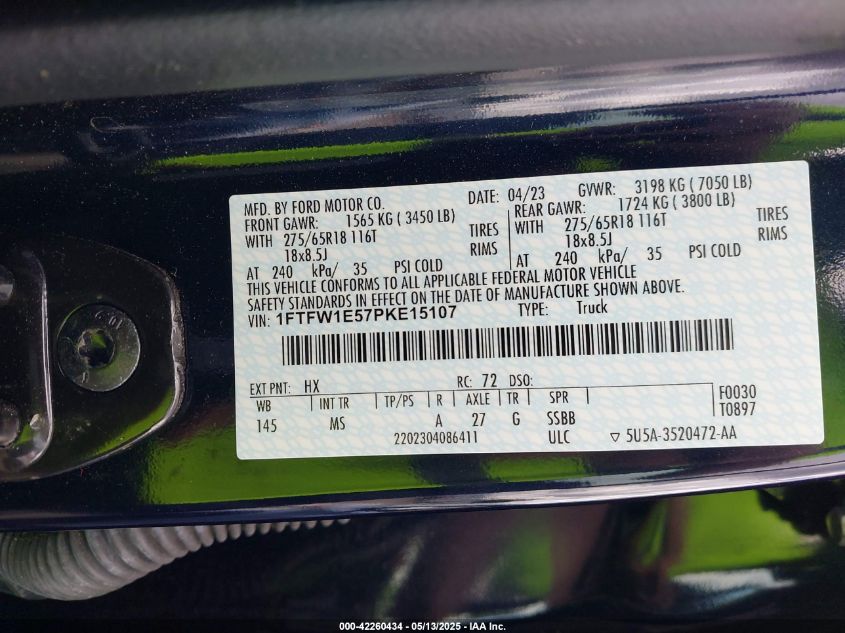 MFD. BY FORD MOTOR CO. DATE: 04/23 GVWR: 3198 KG ( 7050 LB)
FRONT GAWR: 1565 KG ( 3450 LB) REAR GAWR: 1724 KG ( 3800 LB)
WITH 275/65R18 116T TIRES 275/65R18 116T TIRES
18x8.5J RIMS WITH 18x8.5J RIMS
AT 240 kPa/ 35 PSI COLD AT 240 kPa/ 35 PSI COLD
THIS VEHICLE CONFORMS TO ALL APPLICABLE FEDERAL MOTOR VEHICLE
SAFETY STANDARDS IN EFFECT ON THE DATE OF MANUFACTURE SHOWN ABOVE.
VIN: 1FTFW1E57PKE15107 TYPE: Truck
EXT PNT: HX RC: 72 DSO:
WB INT TR TP/PS R AXLE TR SPR F0030
145 MS A 27 G SSBB T0897
2202304086411 ULC ▽ 5U5A-3520472-AA
000-42260434 - 05/13/2025 - IAA Inc.